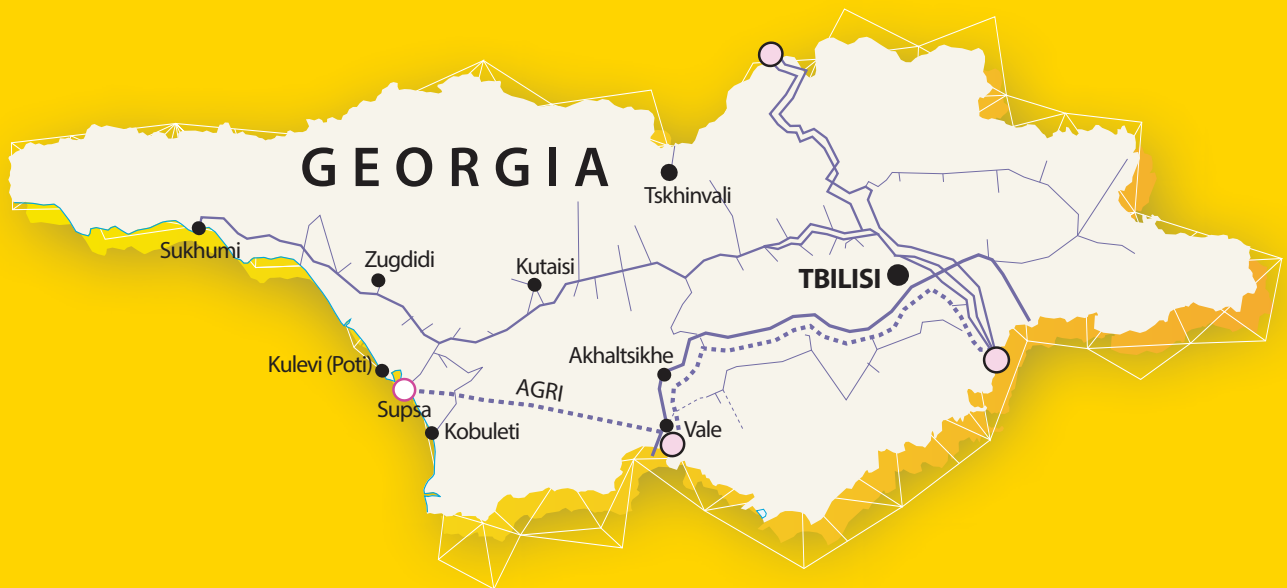 GEORGIA
Tskhinvali
Sukhumi
Zugdidi
Kutaisi
TBILISI
Kulevi (Poti)
Akhaltsikhe
AGRI
Supsa
Kobuleti
Vale